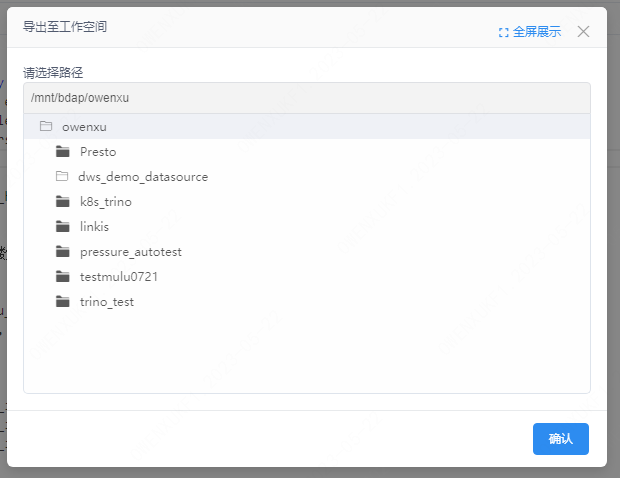 导出至工作空间
全屏展示
请选择路径
/mnt/bdap/owenxu
owenxu
Presto
dws_demo_datasource
k8s_trino
linkis
pressure_autotest
testmulu0721
trino_test
确认